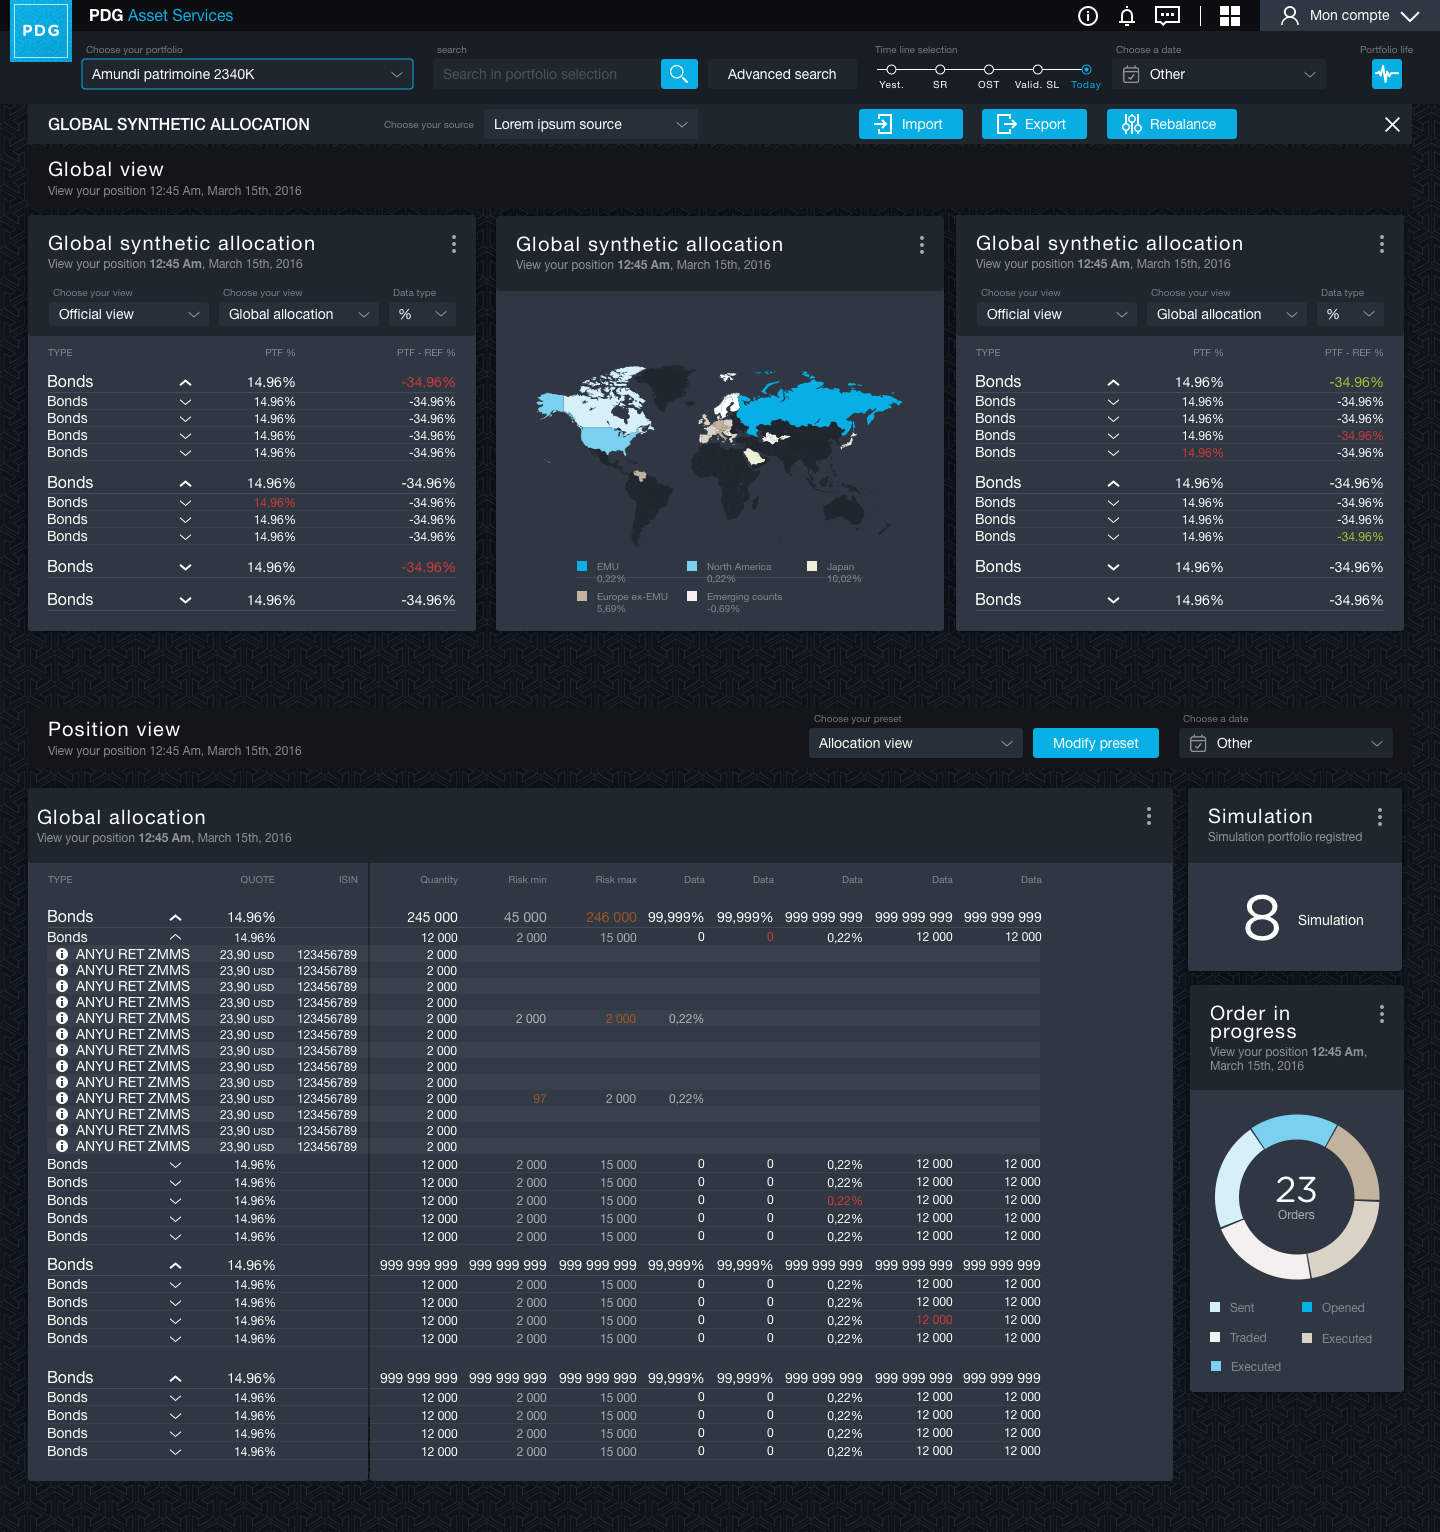 PDG
PDG Asset Services
Mon compte
Choose your portfolio
search
Time line selection
Choose a date
Portfolio life
Amundi patrimoine 2340K
Search in portfolio selection
Advanced search
Yest. SR OST Valid. SL Today
Other
GLOBAL SYNTHETIC ALLOCATION
Choose your source
Lorem ipsum source
Import
Export
Rebalance
Global view
View your position 12:45 Am, March 15th, 2016
Global synthetic allocation
View your position 12:45 Am, March 15th, 2016
Choose your view Choose your view Data type
Official view Global allocation %
TYPE PTF % PTF - REF %
Bonds 14.96% -34.96%
Bonds 14.96% -34.96%
Bonds 14.96% -34.96%
Bonds 14.96% -34.96%
Bonds 14.96% -34.96%
Bonds 14.96% -34.96%
Bonds 14.96% -34.96%
Bonds 14.96% -34.96%
Bonds 14.96% -34.96%
Bonds 14.96% -34.96%
Bonds 14.96% -34.96%
Global synthetic allocation
View your position 12:45 Am, March 15th, 2016
EMU North America Japan
0,22% 0,22% 10,02%
Europe ex-EMU Emerging counts
5,69% -0,69%
Global synthetic allocation
View your position 12:45 Am, March 15th, 2016
Choose your view Choose your view Data type
Official view Global allocation %
TYPE PTF % PTF - REF %
Bonds 14.96% -34.96%
Bonds 14.96% -34.96%
Bonds 14.96% -34.96%
Bonds 14.96% -34.96%
Bonds 14.96% -34.96%
Bonds 14.96% -34.96%
Bonds 14.96% -34.96%
Bonds 14.96% -34.96%
Bonds 14.96% -34.96%
Bonds 14.96% -34.96%
Bonds 14.96% -34.96%
Position view
View your position 12:45 Am, March 15th, 2016
Choose your preset
Allocation view
Modify preset
Choose a date
Other
Global allocation
View your position 12:45 Am, March 15th, 2016
TYPE QUOTE ISIN Quantity Risk min Risk max Data Data Data Data Data
Bonds 14.96% 245 000 45 000 246 000 99,999% 99,999% 999 999 999 999 999 999 999 999 999
Bonds 14.96% 12 000 2 000 15 000 0 0 0,22% 12 000 12 000
ANYU RET ZMMS 23,90 USD 123456789 2 000
ANYU RET ZMMS 23,90 USD 123456789 2 000
ANYU RET ZMMS 23,90 USD 123456789 2 000
ANYU RET ZMMS 23,90 USD 123456789 2 000
ANYU RET ZMMS 23,90 USD 123456789 2 000 2 000 2 000 0,22%
ANYU RET ZMMS 23,90 USD 123456789 2 000
ANYU RET ZMMS 23,90 USD 123456789 2 000
ANYU RET ZMMS 23,90 USD 123456789 2 000
ANYU RET ZMMS 23,90 USD 123456789 2 000
ANYU RET ZMMS 23,90 USD 123456789 2 000 97 2 000 0,22%
ANYU RET ZMMS 23,90 USD 123456789 2 000
ANYU RET ZMMS 23,90 USD 123456789 2 000
ANYU RET ZMMS 23,90 USD 123456789 2 000
Bonds 14.96% 12 000 2 000 15 000 0 0 0,22% 12 000 12 000
Bonds 14.96% 12 000 2 000 15 000 0 0 0,22% 12 000 12 000
Bonds 14.96% 12 000 2 000 15 000 0 0 0,22% 12 000 12 000
Bonds 14.96% 12 000 2 000 15 000 0 0 0,22% 12 000 12 000
Bonds 14.96% 12 000 2 000 15 000 0 0 0,22% 12 000 12 000
Bonds 14.96% 999 999 999 999 999 999 999 999 999 99,999% 99,999% 999 999 999 999 999 999 999 999 999
Bonds 14.96% 12 000 2 000 15 000 0 0 0,22% 12 000 12 000
Bonds 14.96% 12 000 2 000 15 000 0 0 0,22% 12 000 12 000
Bonds 14.96% 12 000 2 000 15 000 0 0 0,22% 12 000 12 000
Bonds 14.96% 12 000 2 000 15 000 0 0 0,22% 12 000 12 000
Bonds 14.96% 999 999 999 999 999 999 999 999 999 99,999% 99,999% 999 999 999 999 999 999 999 999 999
Bonds 14.96% 12 000 2 000 15 000 0 0 0,22% 12 000 12 000
Bonds 14.96% 12 000 2 000 15 000 0 0 0,22% 12 000 12 000
Bonds 14.96% 12 000 2 000 15 000 0 0 0,22% 12 000 12 000
Bonds 14.96% 12 000 2 000 15 000 0 0 0,22% 12 000 12 000
Simulation
Simulation portfolio registred
8 Simulation
Order in
progress
View your position 12:45 Am,
March 15th, 2016
23
Orders
Sent Opened
Traded Executed
Executed